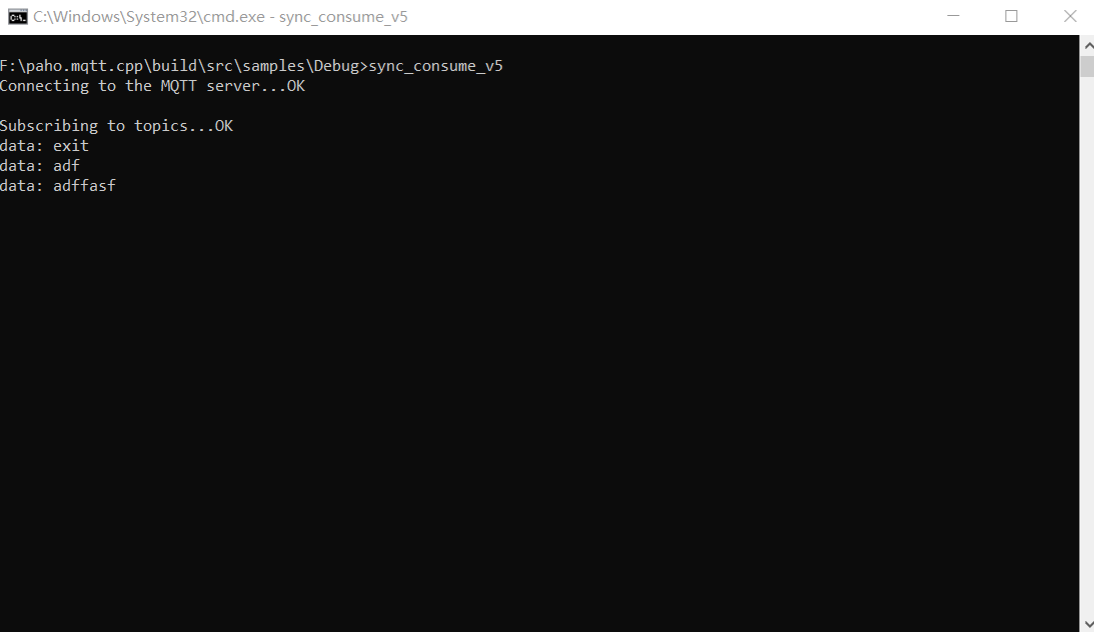 C:\Windows\System32\cmd.exe - sync_consume_v5
F:\paho.mqtt.cpp\build\src\samples\Debug>sync_consume_v5
Connecting to the MQTT server...OK
Subscribing to topics...OK
data: exit
data: adf
data: adffasf